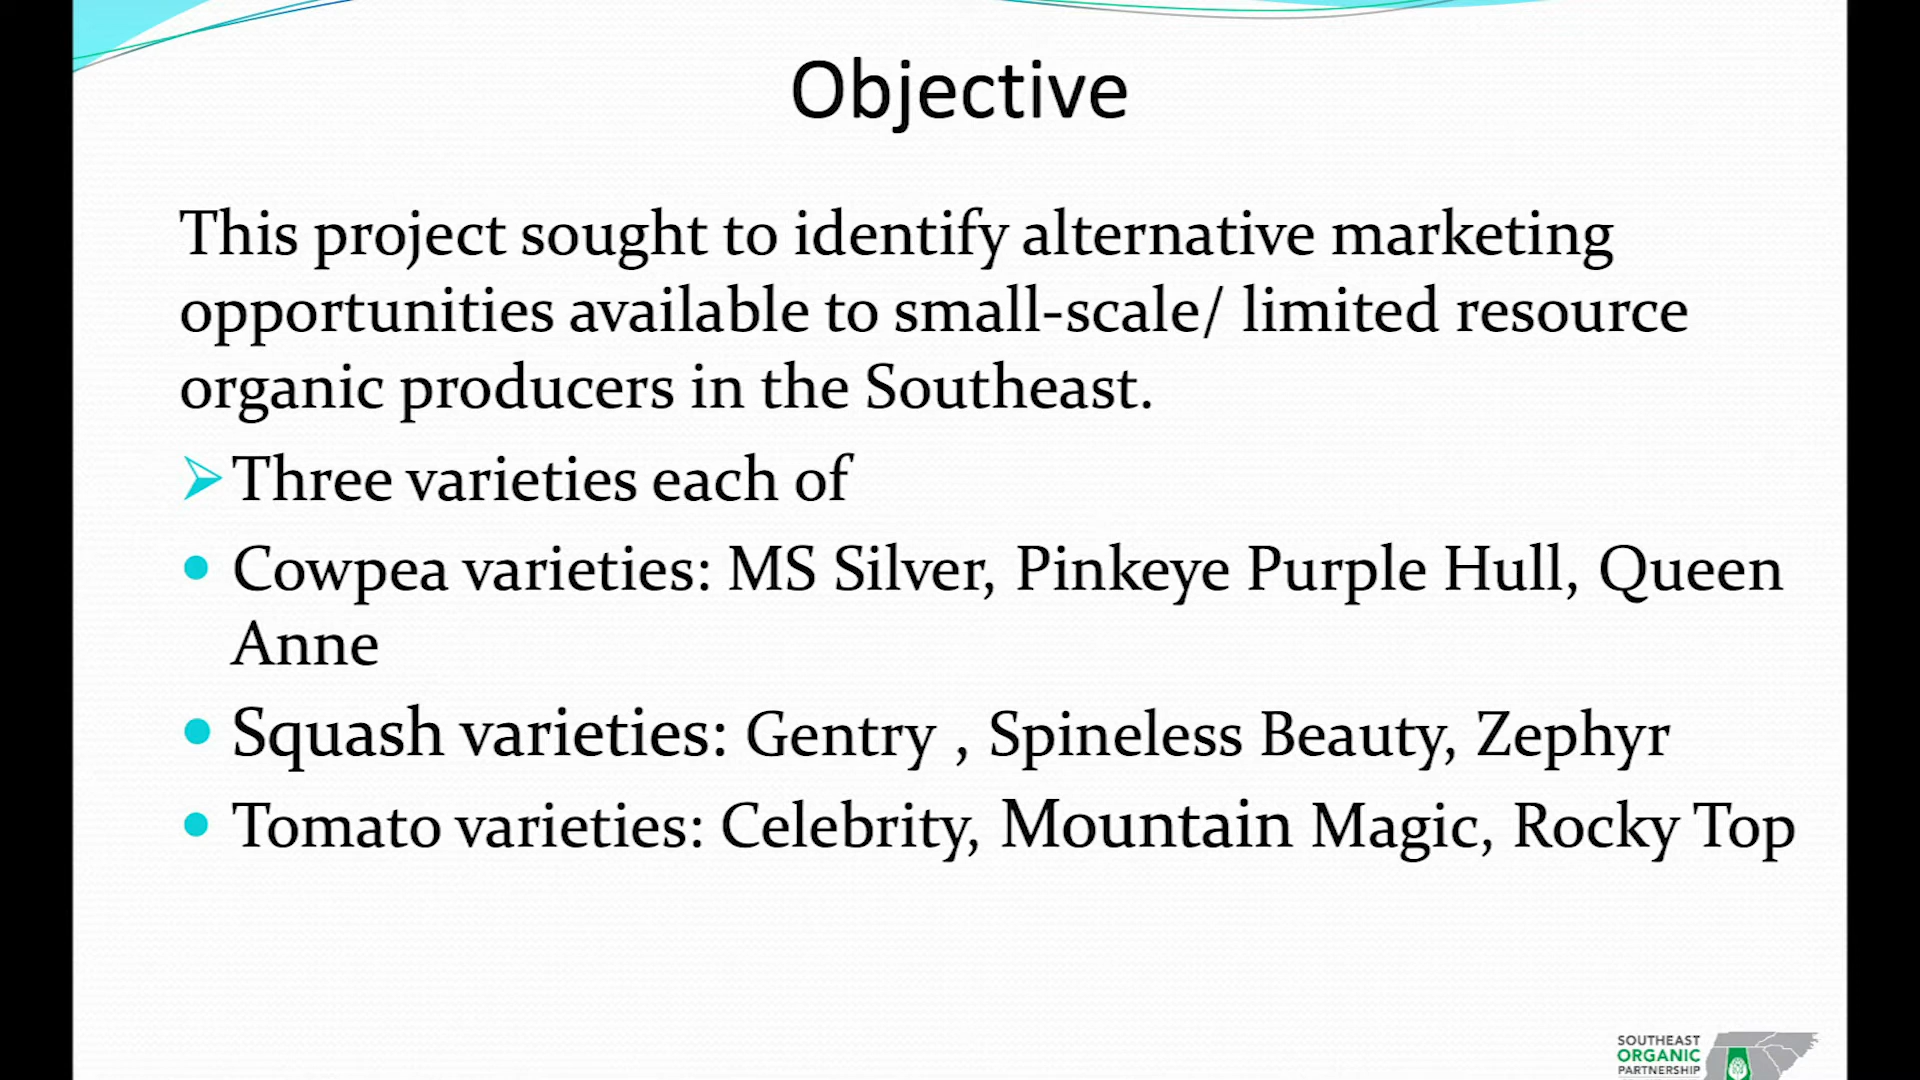 Objective
This project sought to identify alternative marketing
opportunities available to small-scale/ limited resource
organic producers in the Southeast.
Three varieties each of
Cowpea varieties: MS Silver, Pinkeye Purple Hull, Queen
Anne
Squash varieties: Gentry , Spineless Beauty, Zephyr
Tomato varieties: Celebrity, Mountain Magic, Rocky Top
SOUTHEAST
ORGANIC
PARTNERSHIP